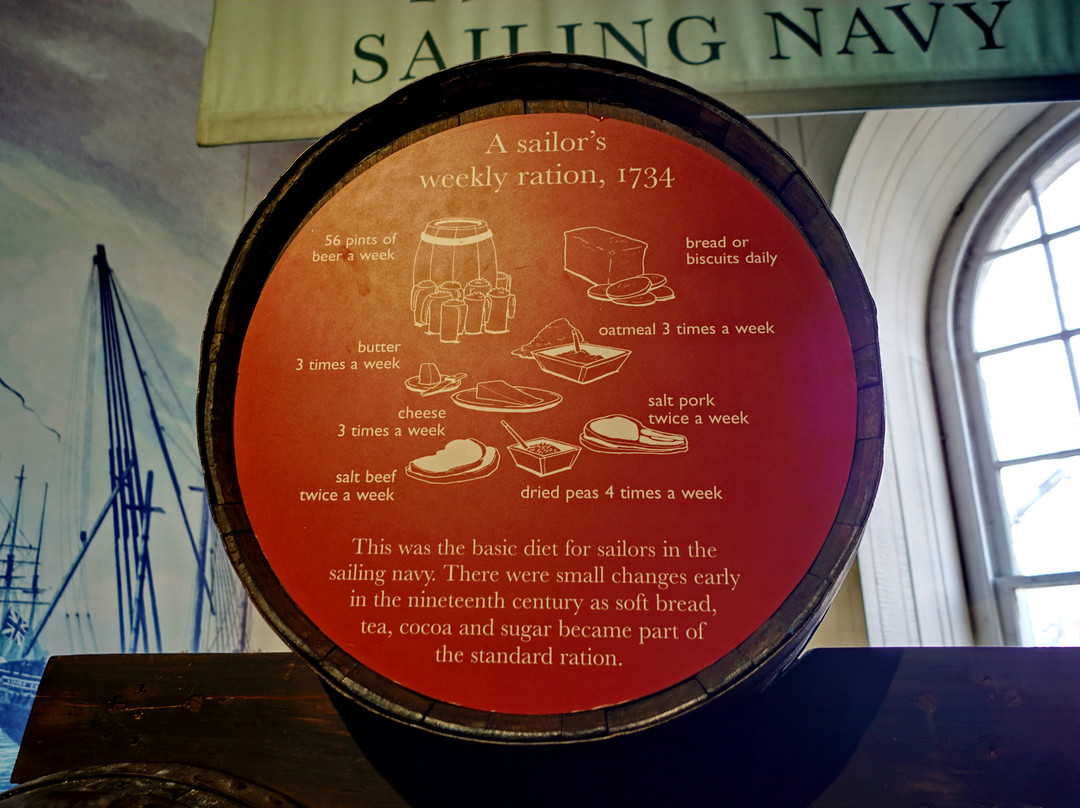 SAILING NAVY
A sailor's
weekly ration, 1734
56 pints of
beer a week
bread or
biscuits daily
oatmeal 3 times a week
butter
3 times a week
salt pork
twice a week
cheese
3 times a week
salt beef
twice a week
dried peas 4 times a week
This was the basic diet for sailors in the
sailing navy. There were small changes early
in the nineteenth century as soft bread,
tea, cocoa and sugar became part of
the standard ration.